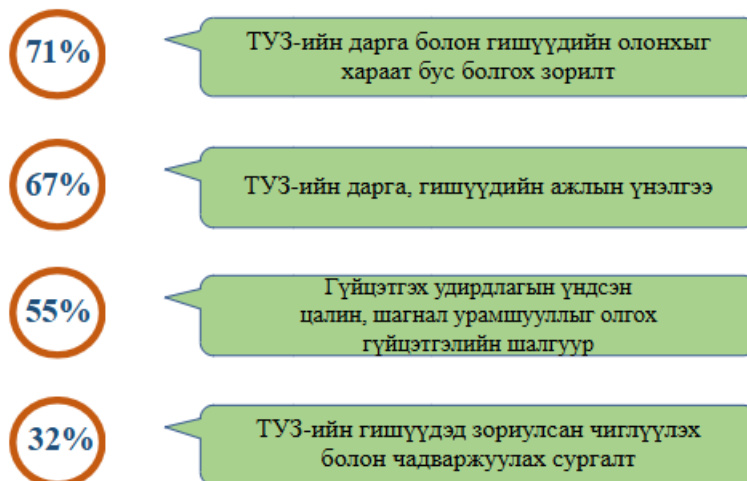 71%
ТУЗ-ийн дарга болон гишүүдийн олонхыг
хараат бус болгох зорилт
67%
ТУЗ-ийн дарга, гишүүдийн ажлын үнэлгээ
55%
Гүйцэтгэх удирдлагын үндсэн
цалин, шагнал урамшууллыг олгох
гүйцэтгэлийн шалгуур
32%
ТУЗ-ийн гишүүдэд зориулсан чиглүүлэх
болон чадваржуулах сургалт